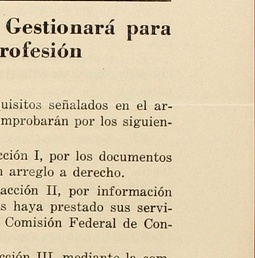 Gestionará para
rofesión
uisitos señalados en el ar-
mprobarán por los siguien-
cción I, por los documentos
n arreglo a derecho.
acción II, por información
s haya prestado sus servi-
Comisión Federal de Con-
cción III, mediante la com-